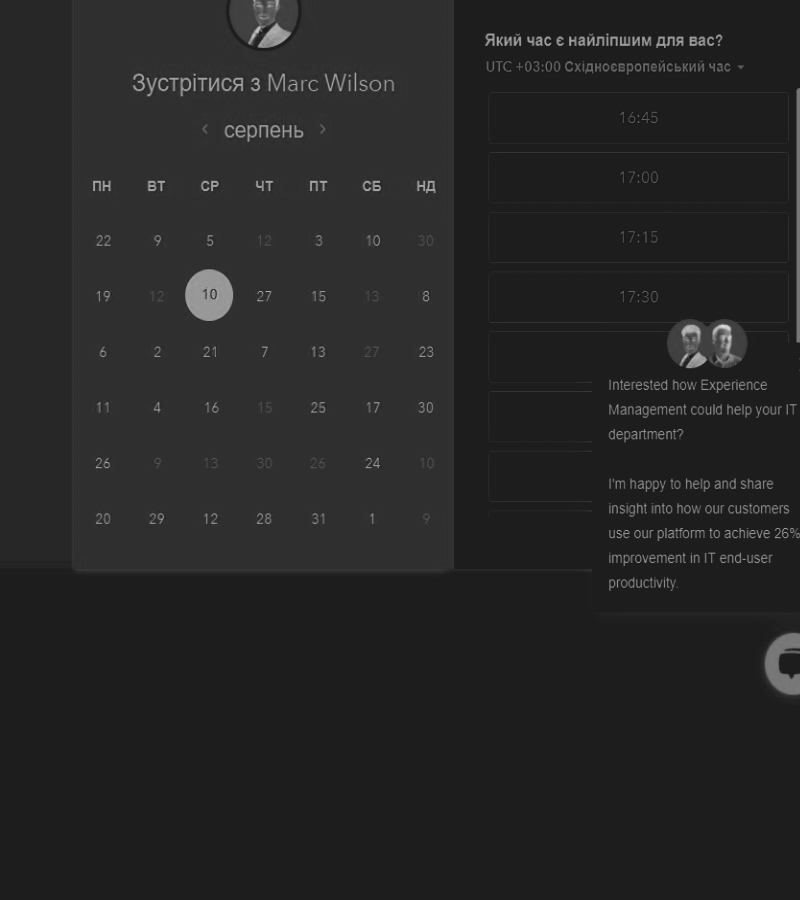 Зустрітися з Marc Wilson
серпень
ПН ВТ СР ЧТ ПТ СБ НД
22 9 5 12 3 10 30
19 12 10 27 15 13 8
6 2 21 7 13 27 23
11 4 16 15 25 17 30
26 9 13 30 26 24 10
20 29 12 28 31 1 9
Який час є найліпшим для вас?
UTC +03:00 Східноєвропейський час
16:45
17:00
17:15
17:30
Interested how Experience
Management could help your IT
department?
I'm happy to help and share
insight into how our customers
use our platform to achieve 26%
improvement in IT end-user
productivity.